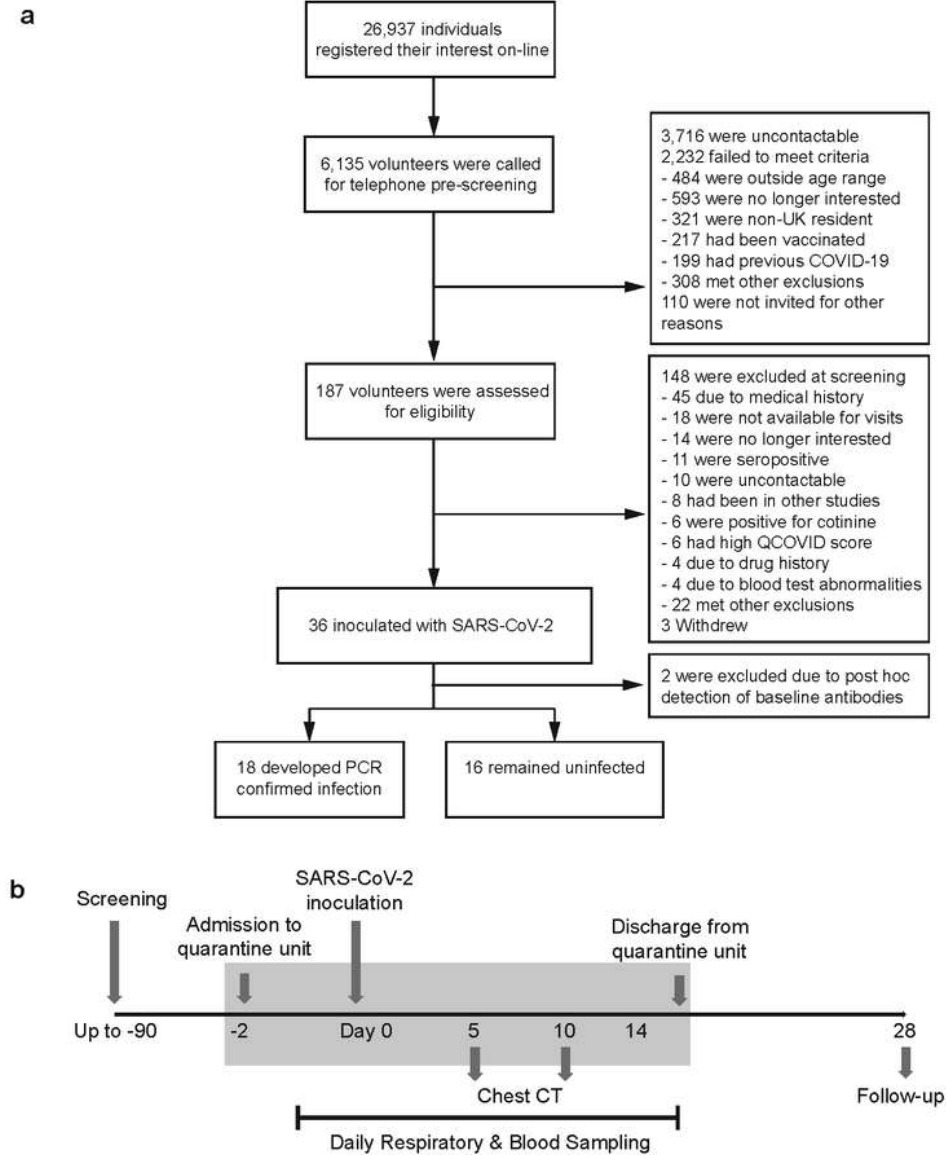 a
26,937 individuals
registered their interest on-line
6,135 volunteers were called
for telephone pre-screening
3,716 were uncontactable
2,232 failed to meet criteria
- 484 were outside age range
- 593 were no longer interested
- 321 were non-UK resident
- 217 had been vaccinated
- 199 had previous COVID-19
- 308 met other exclusions
110 were not invited for other
reasons
187 volunteers were assessed
for eligibility
148 were excluded at screening
- 45 due to medical history
- 18 were not available for visits
- 14 were no longer interested
- 11 were seropositive
- 10 were uncontactable
- 8 had been in other studies
- 6 were positive for cotinine
- 6 had high QCOVID score
- 4 due to drug history
- 4 due to blood test abnormalities
- 22 met other exclusions
3 Withdrew
36 inoculated with SARS-CoV-2
2 were excluded due to post hoc
detection of baseline antibodies
18 developed PCR
confirmed infection
16 remained uninfected
b
Screening
Admission to
quarantine unit
SARS-CoV-2
inoculation
Discharge from
quarantine unit
Up to -90 -2 Day 0 5 10 14 28
Chest CT
Follow-up
Daily Respiratory & Blood Sampling